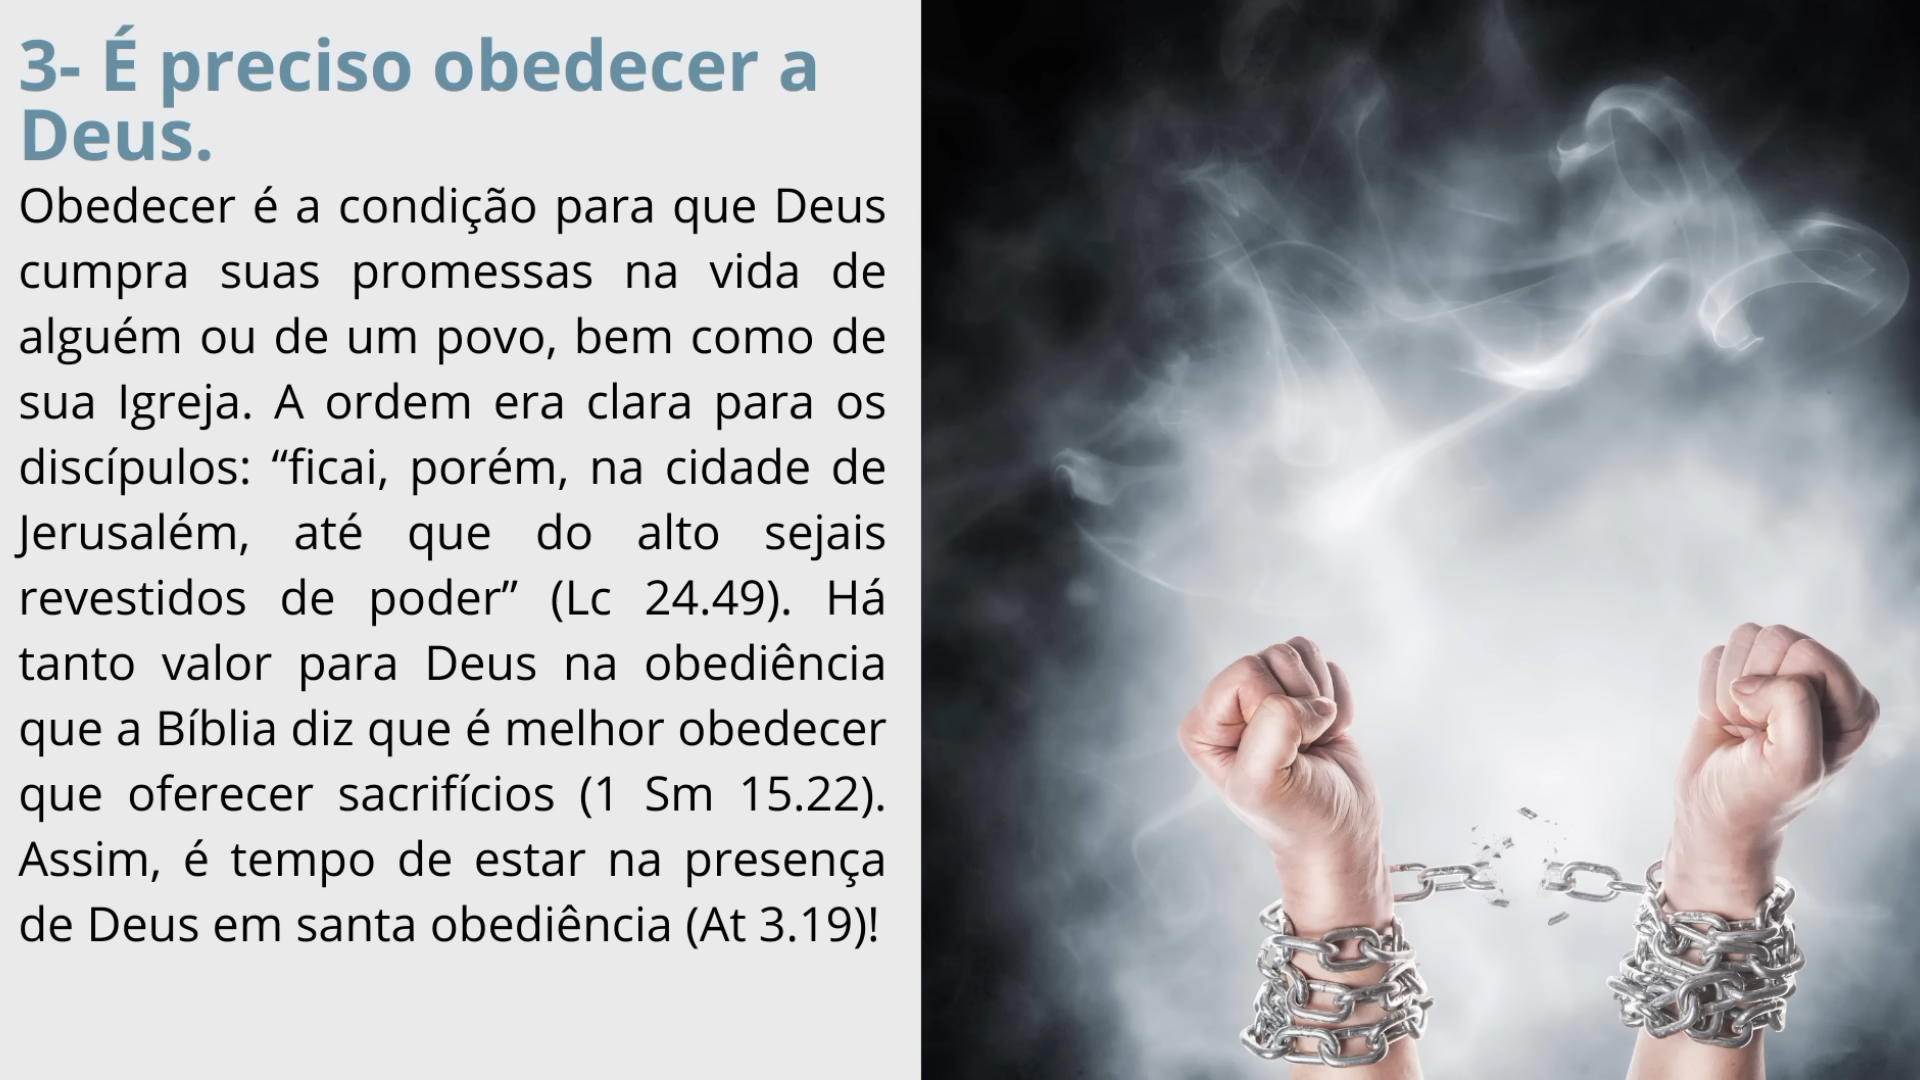 3- É preciso obedecer a
Deus.
Obedecer é a condição para que Deus
cumpra suas promessas na vida de
alguém ou de um povo, bem como de
sua Igreja. A ordem era clara para os
discípulos: “ficai, porém, na cidade de
Jerusalém, até que do alto sejais
revestidos de poder” (Lc 24.49). Há
tanto valor para Deus na obediência
que a Bíblia diz que é melhor obedecer
que oferecer sacrifícios (1 Sm 15.22).
Assim, é tempo de estar na presença
de Deus em santa obediência (At 3.19)!